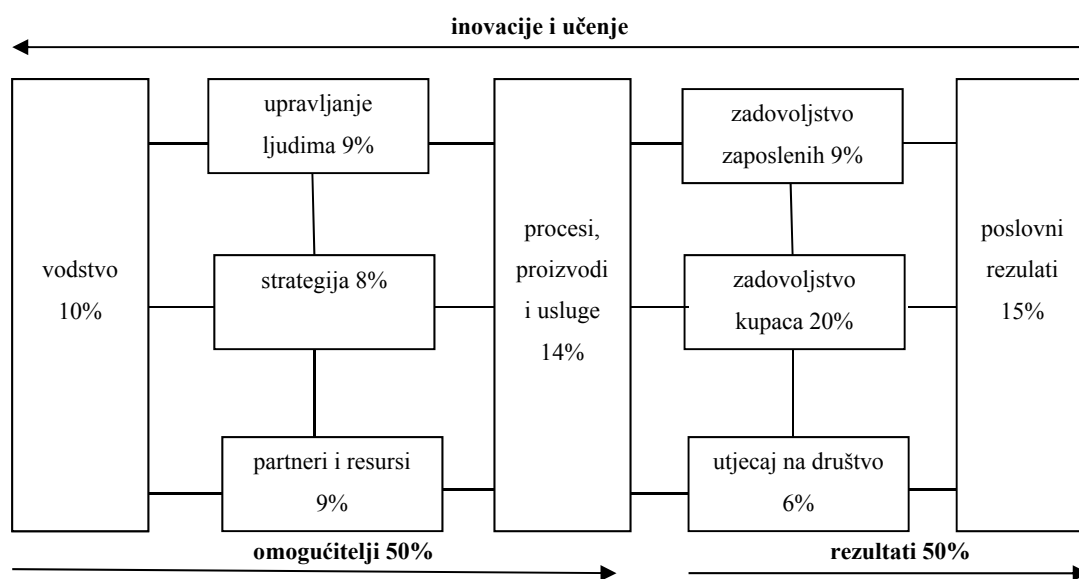 inovacije i učenje
vodstvo
10%
upravljanje
ljudima 9%
strategija 8%
partneri i resursi
9%
procesi,
proizvodi
i usluge
14%
zadovoljstvo
zaposlenih 9%
zadovoljstvo
kupaca 20%
utjecaj na društvo
6%
poslovni
rezulati
15%
omogućitelji 50%
rezultati 50%